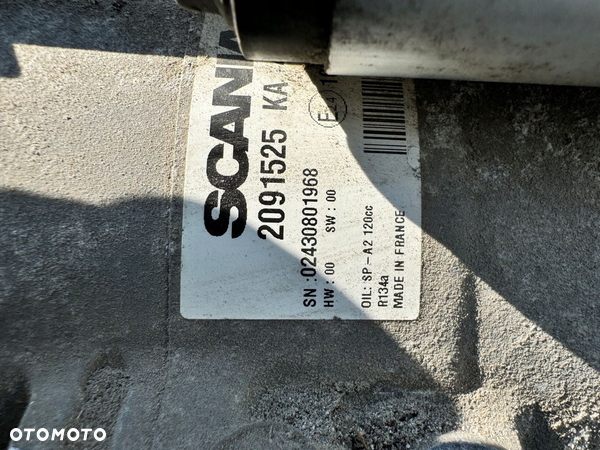 SCANIA
2091525 KA
SN :02430801968
HW : 00 SW : 00
OIL: SP-A2 120cc
R134a
MADE IN FRANCE
OTOMOTO